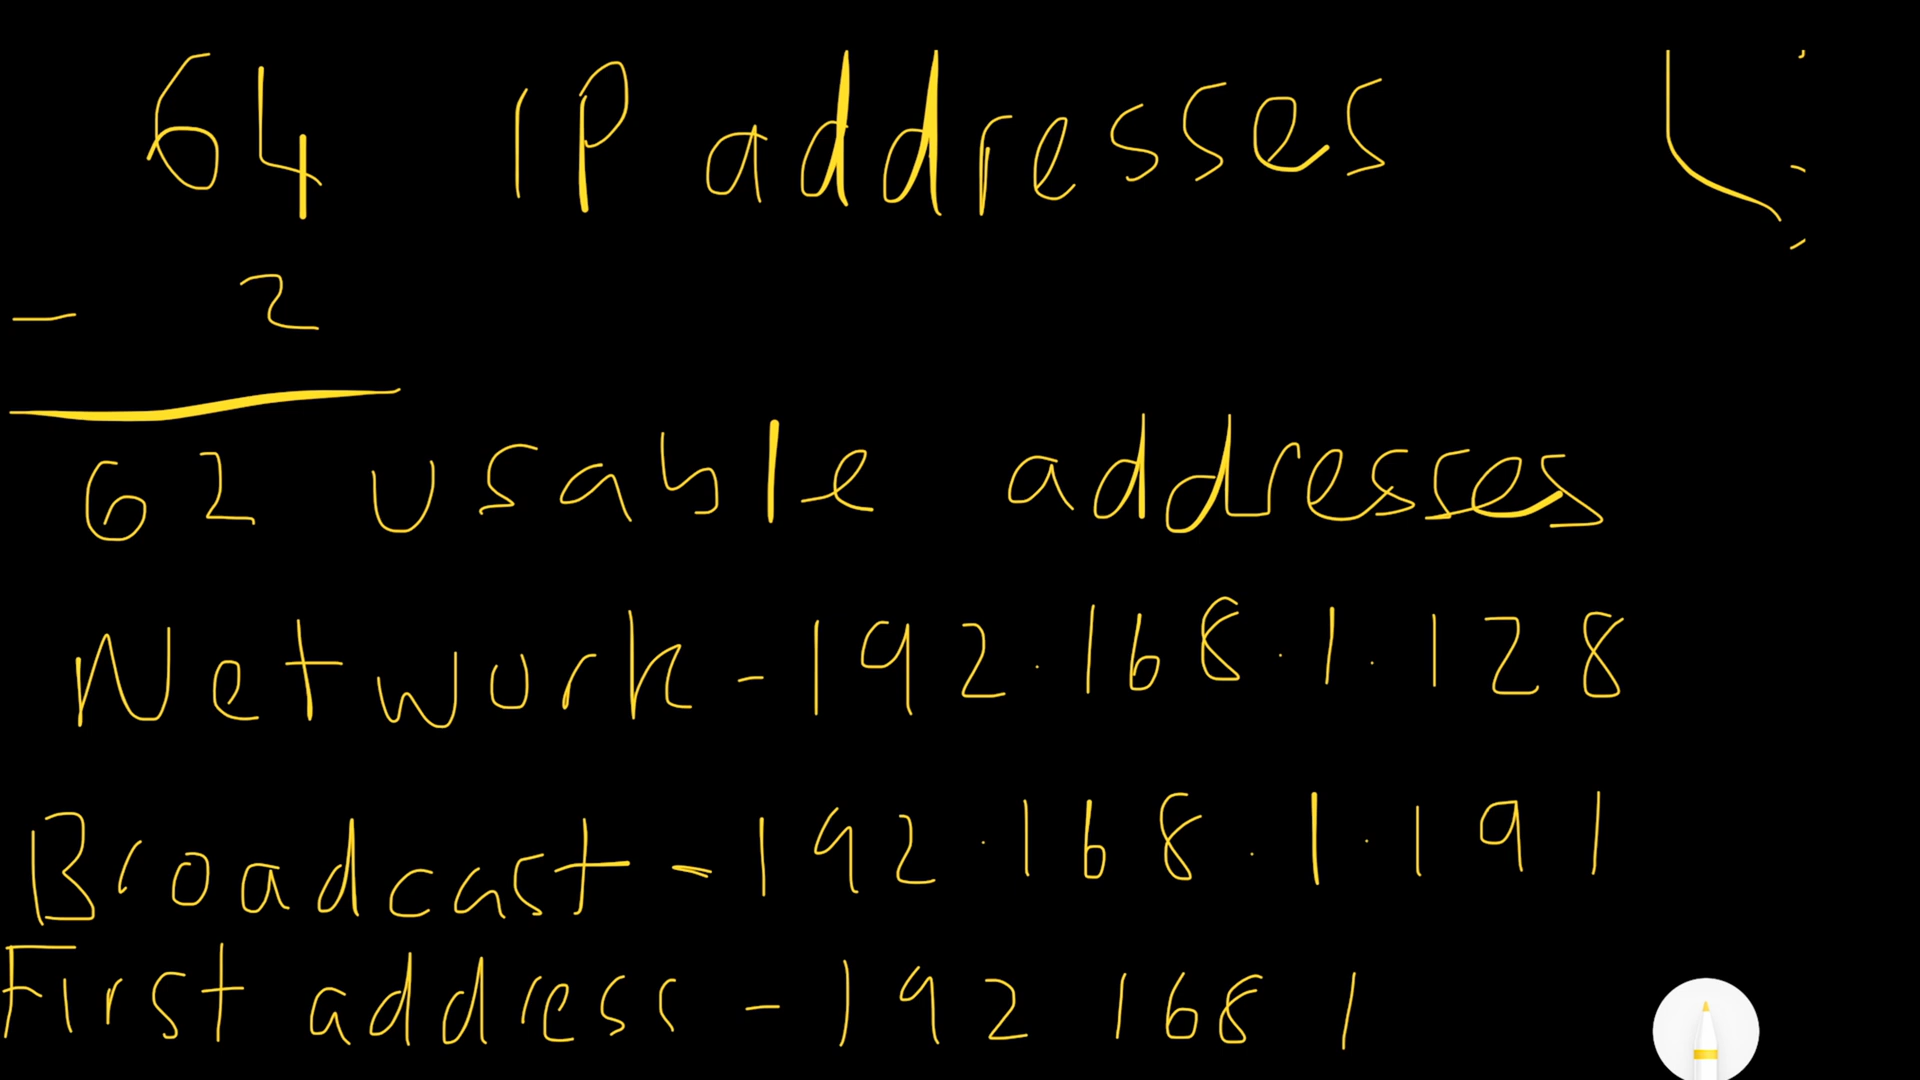 64 IP addresses
- 2
62 usable addresses
Network - 192.168.1.128
Broadcast - 192.168.1.191
First address - 192 168 1